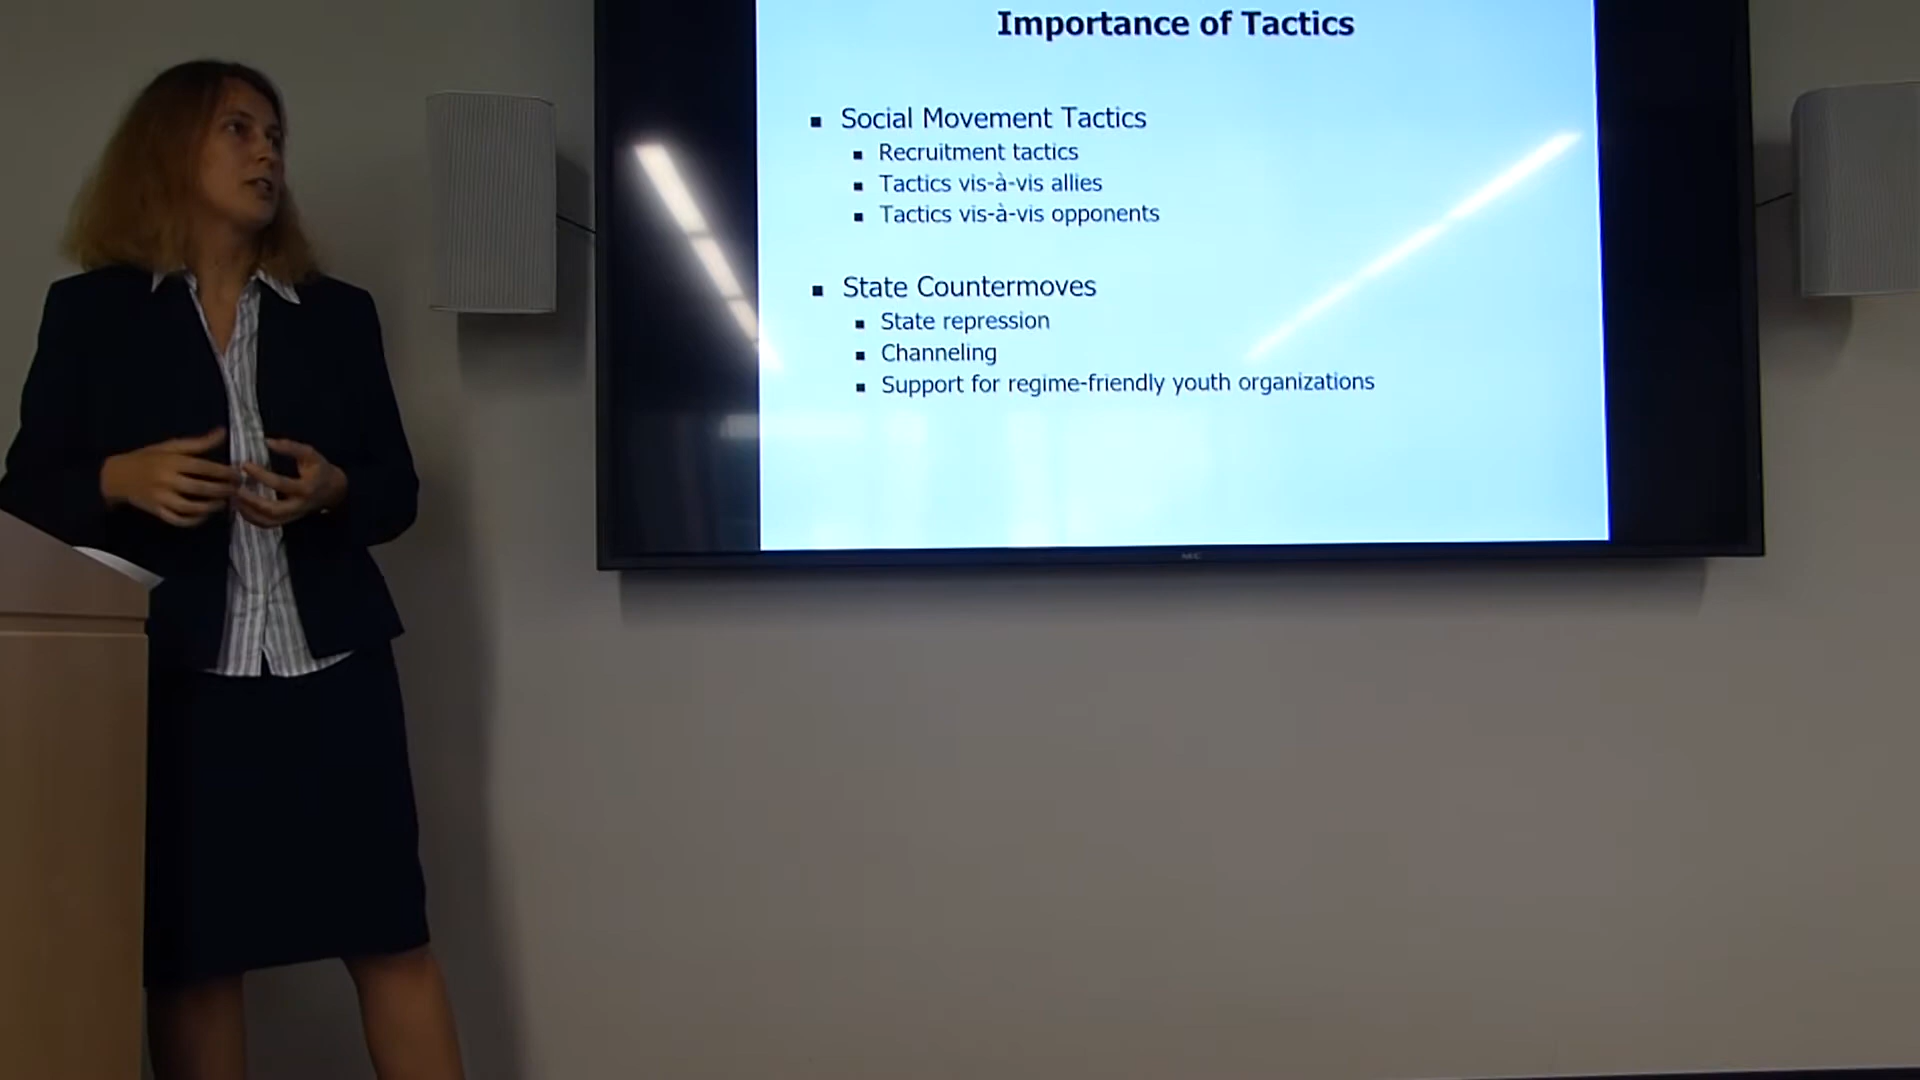 Importance of Tactics
Social Movement Tactics
Recruitment tactics
Tactics vis-à-vis allies
Tactics vis-à-vis opponents
State Countermoves
State repression
Channeling
Support for regime-friendly youth organizations
NEC